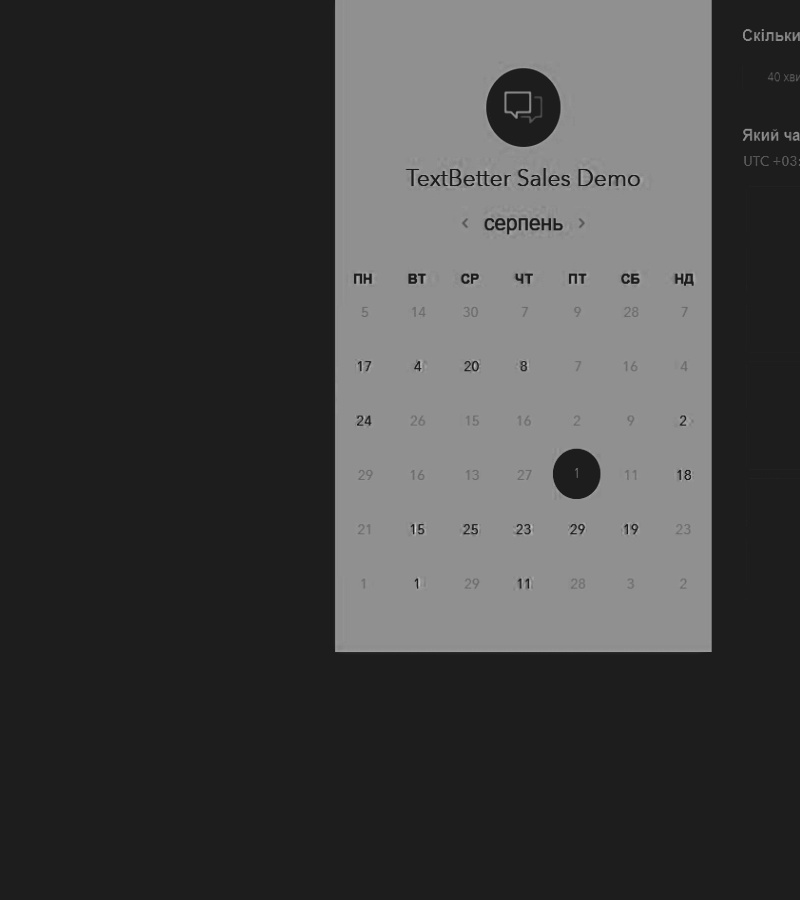 TextBetter Sales Demo
серпень
ПН ВТ СР ЧТ ПТ СБ НД
5 14 30 7 9 28 7
17 4 20 8 7 16 4
24 26 15 16 2 9 2
29 16 13 27 1 11 18
21 15 25 23 29 19 23
1 1 29 11 28 3 2
Скільки
40 хви
Який ча
UTC +03: